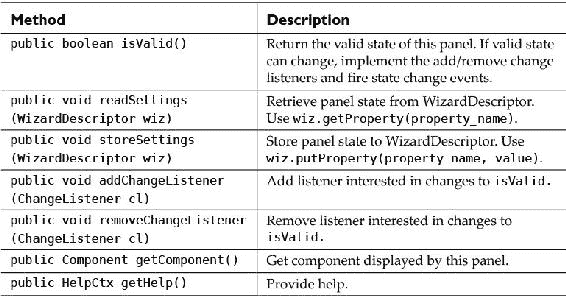 Method Description
public boolean isValid() Return the valid state of this panel. If valid state
can change, implement the add/remove change
listeners and fire state change events.
public void readSettings Retrieve panel state from WizardDescriptor.
(WizardDescriptor wiz) Use wiz.getProperty(property_name).
public void storeSettings Store panel state to WizardDescriptor. Use
(WizardDescriptor wiz) wiz.putProperty(property name, value).
public void addChangeListener Add listener interested in changes to isValid.
(ChangeListener cl)
public void removeChangeListener Remove listener interested in changes to
(ChangeListener cl) isValid.
public Component getComponent() Get component displayed by this panel.
public HelpCtx getHelp() Provide help.